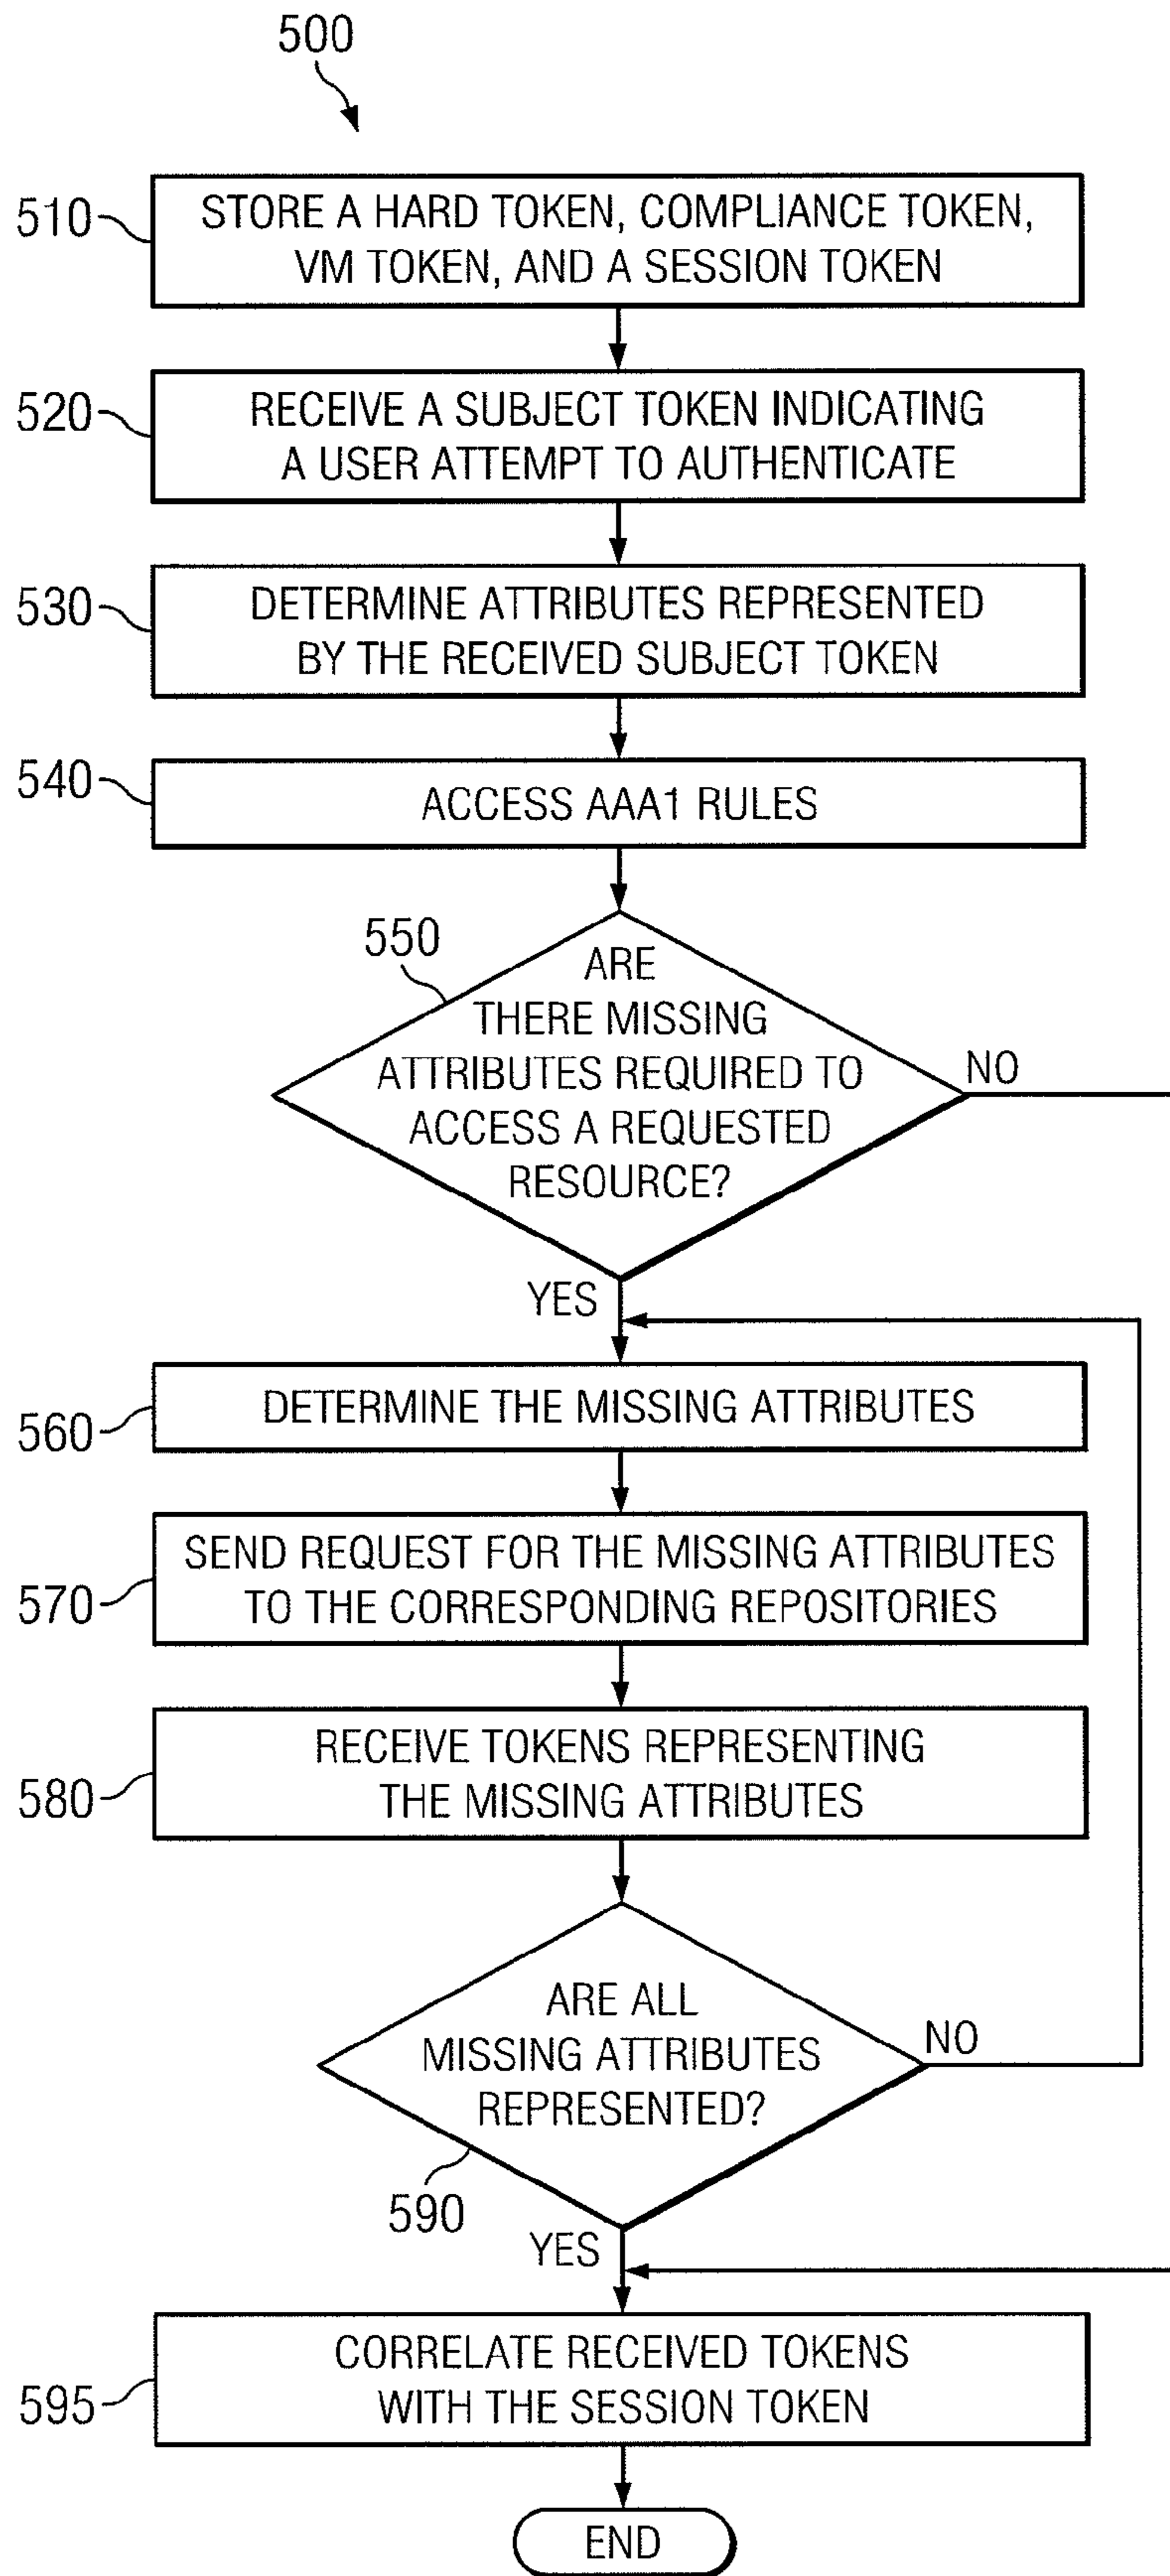 500
510
STORE A HARD TOKEN, COMPLIANCE TOKEN,
VM TOKEN, AND A SESSION TOKEN
520
RECEIVE A SUBJECT TOKEN INDICATING
A USER ATTEMPT TO AUTHENTICATE
530
DETERMINE ATTRIBUTES REPRESENTED
BY THE RECEIVED SUBJECT TOKEN
540
ACCESS AAA1 RULES
550
ARE
THERE MISSING
ATTRIBUTES REQUIRED TO
ACCESS A REQUESTED
RESOURCE?
NO
YES
DETERMINE THE MISSING ATTRIBUTES
560
SEND REQUEST FOR THE MISSING ATTRIBUTES
TO THE CORRESPONDING REPOSITORIES
570
RECEIVE TOKENS REPRESENTING
THE MISSING ATTRIBUTES
580
ARE ALL
MISSING ATTRIBUTES
REPRESENTED?
NO
590
YES
CORRELATE RECEIVED TOKENS
WITH THE SESSION TOKEN
595
END